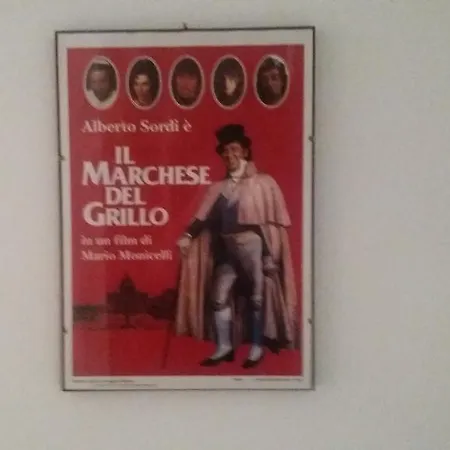 Alberto Sordi è
IL
MARCHESE
DEL
GRILLO
in un film di
Mario Monicelli